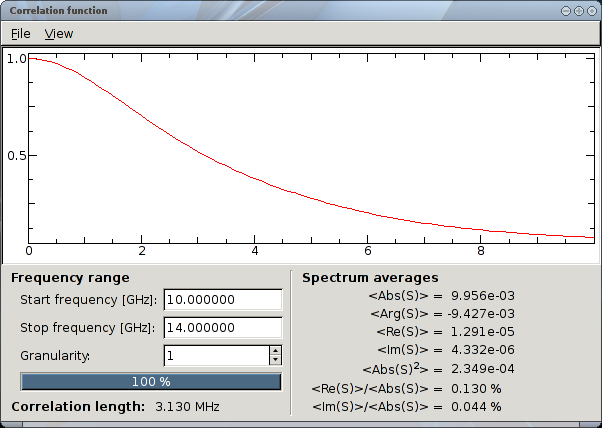 Correlation function
File View
1.0
0.5
0 2 4 6 8
Frequency range
Start frequency [GHz]: 10.000000
Stop frequency [GHz]: 14.000000
Granularity: 1
100 %
Correlation length: 3.130 MHz
Spectrum averages
<Abs(S)> = 9.956e-03
<Arg(S)> = -9.427e-03
<Re(S)> = 1.291e-05
<Im(S)> = 4.332e-06
<Abs(S)²> = 2.349e-04
<Re(S)>/<Abs(S)> = 0.130 %
<Im(S)>/<Abs(S)> = 0.044 %